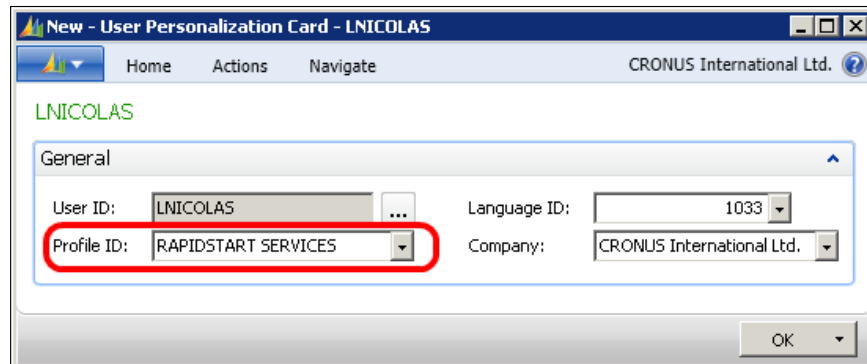 New - User Personalization Card - LNICOLAS
Home Actions Navigate CRONUS International Ltd.
LNICOLAS
General
User ID: LNICOLAS ... Language ID: 1033
Profile ID: RAPIDSTART SERVICES Company: CRONUS International Ltd.
OK